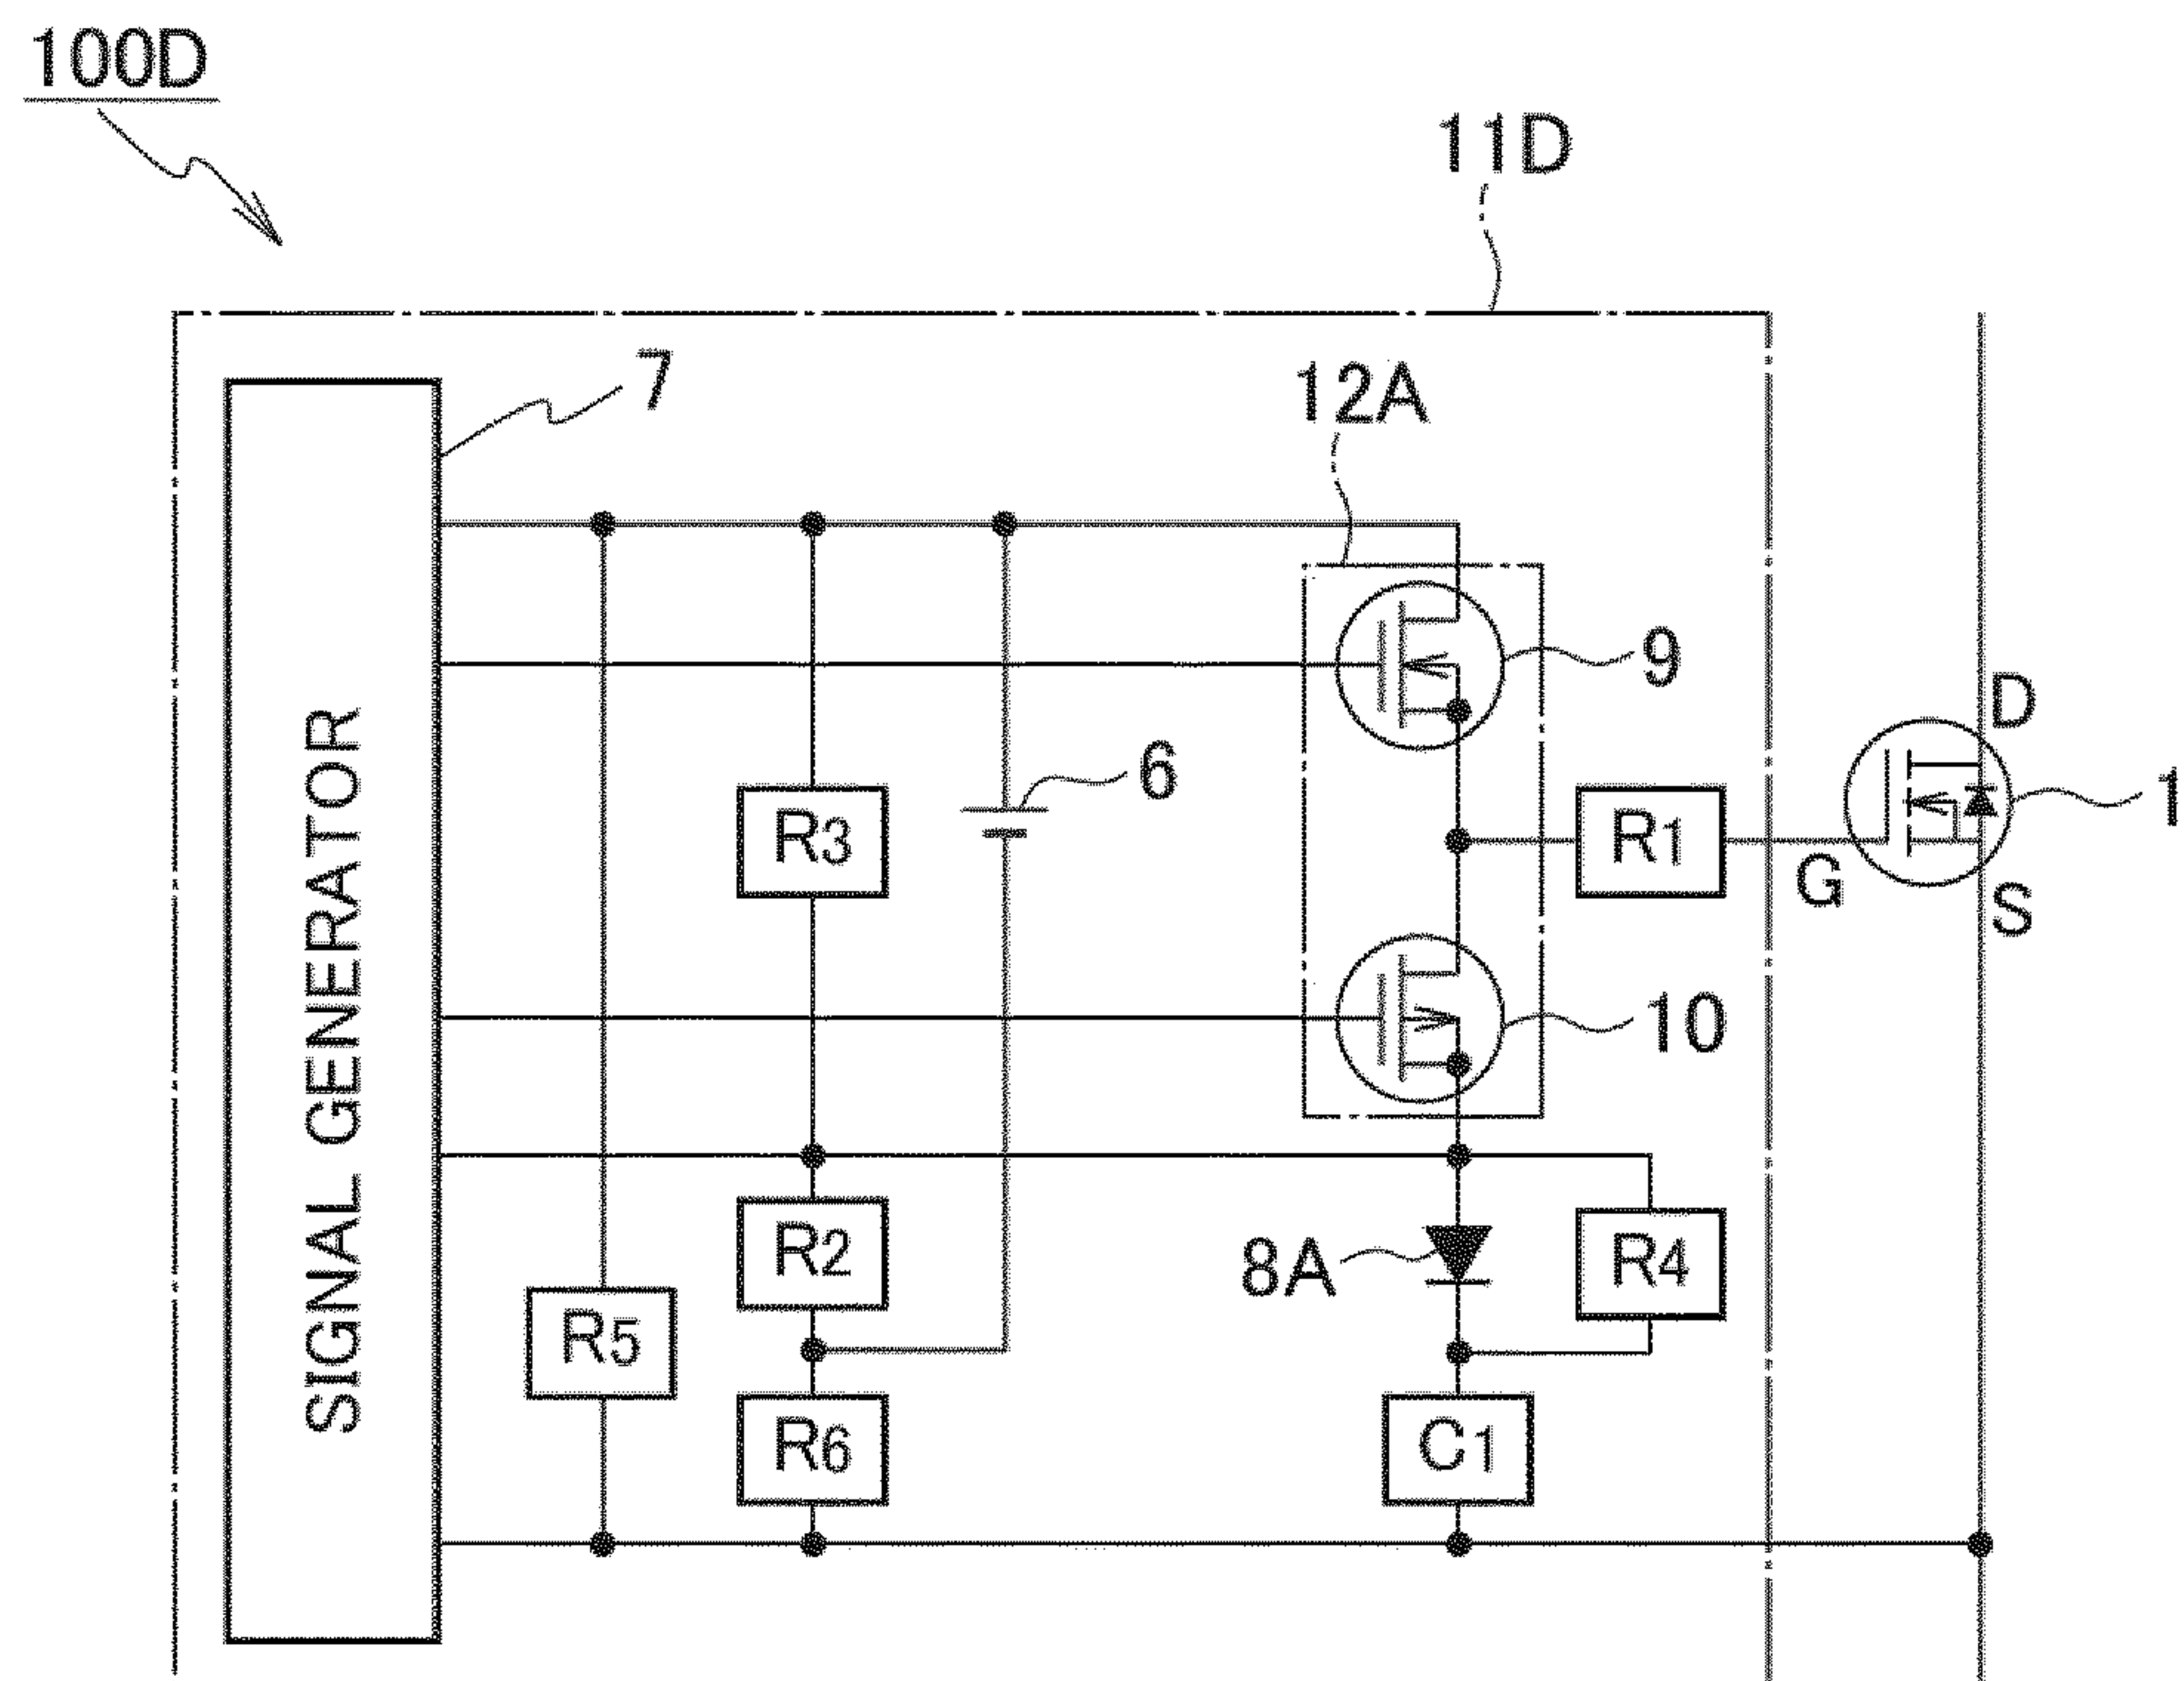 100D
11D
7
12A
9
D
6
1
R3
R1
G
S
10
SIGNAL GENERATOR
R2
8A
R4
R5
R6
C1